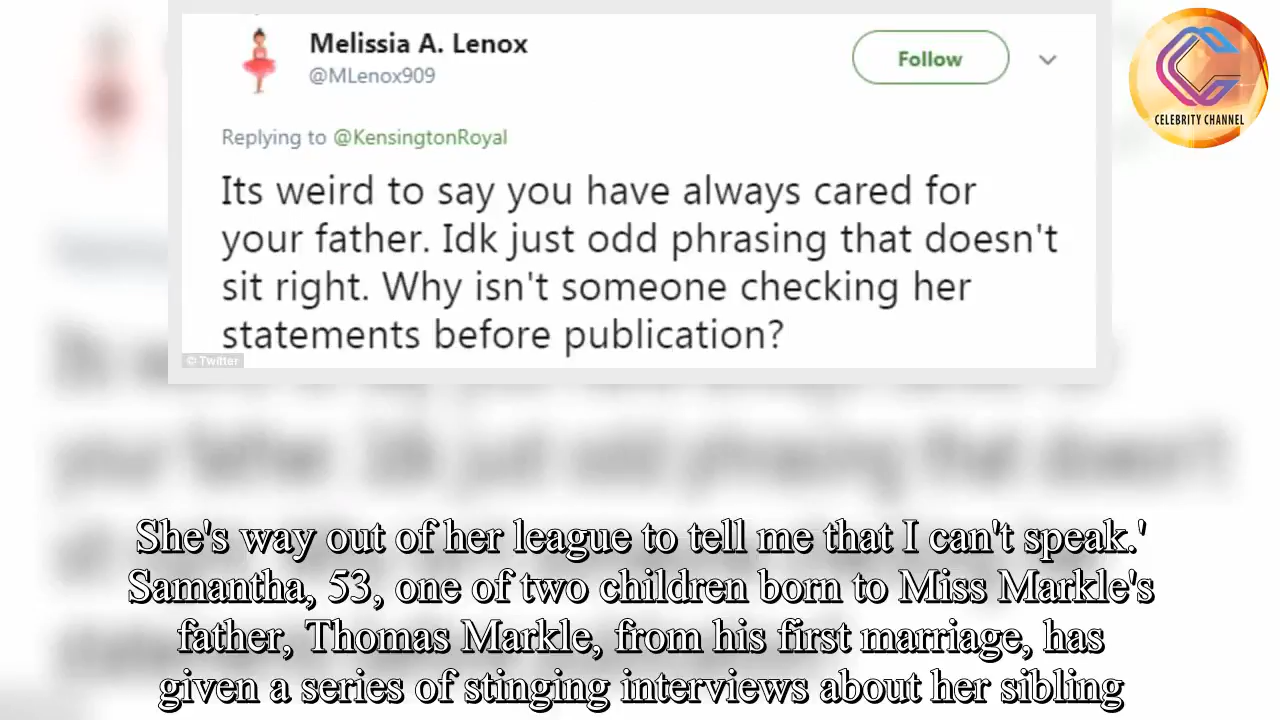 Melissia A. Lenox
@MLenox909
Follow
Replying to @KensingtonRoyal
Its weird to say you have always cared for
your father. Idk just odd phrasing that doesn't
sit right. Why isn't someone checking her
statements before publication?
© Twitter
CELEBRITY CHANNEL
She's way out of her league to tell me that I can't speak.'
Samantha, 53, one of two children born to Miss Markle's
father, Thomas Markle, from his first marriage, has
given a series of stinging interviews about her sibling